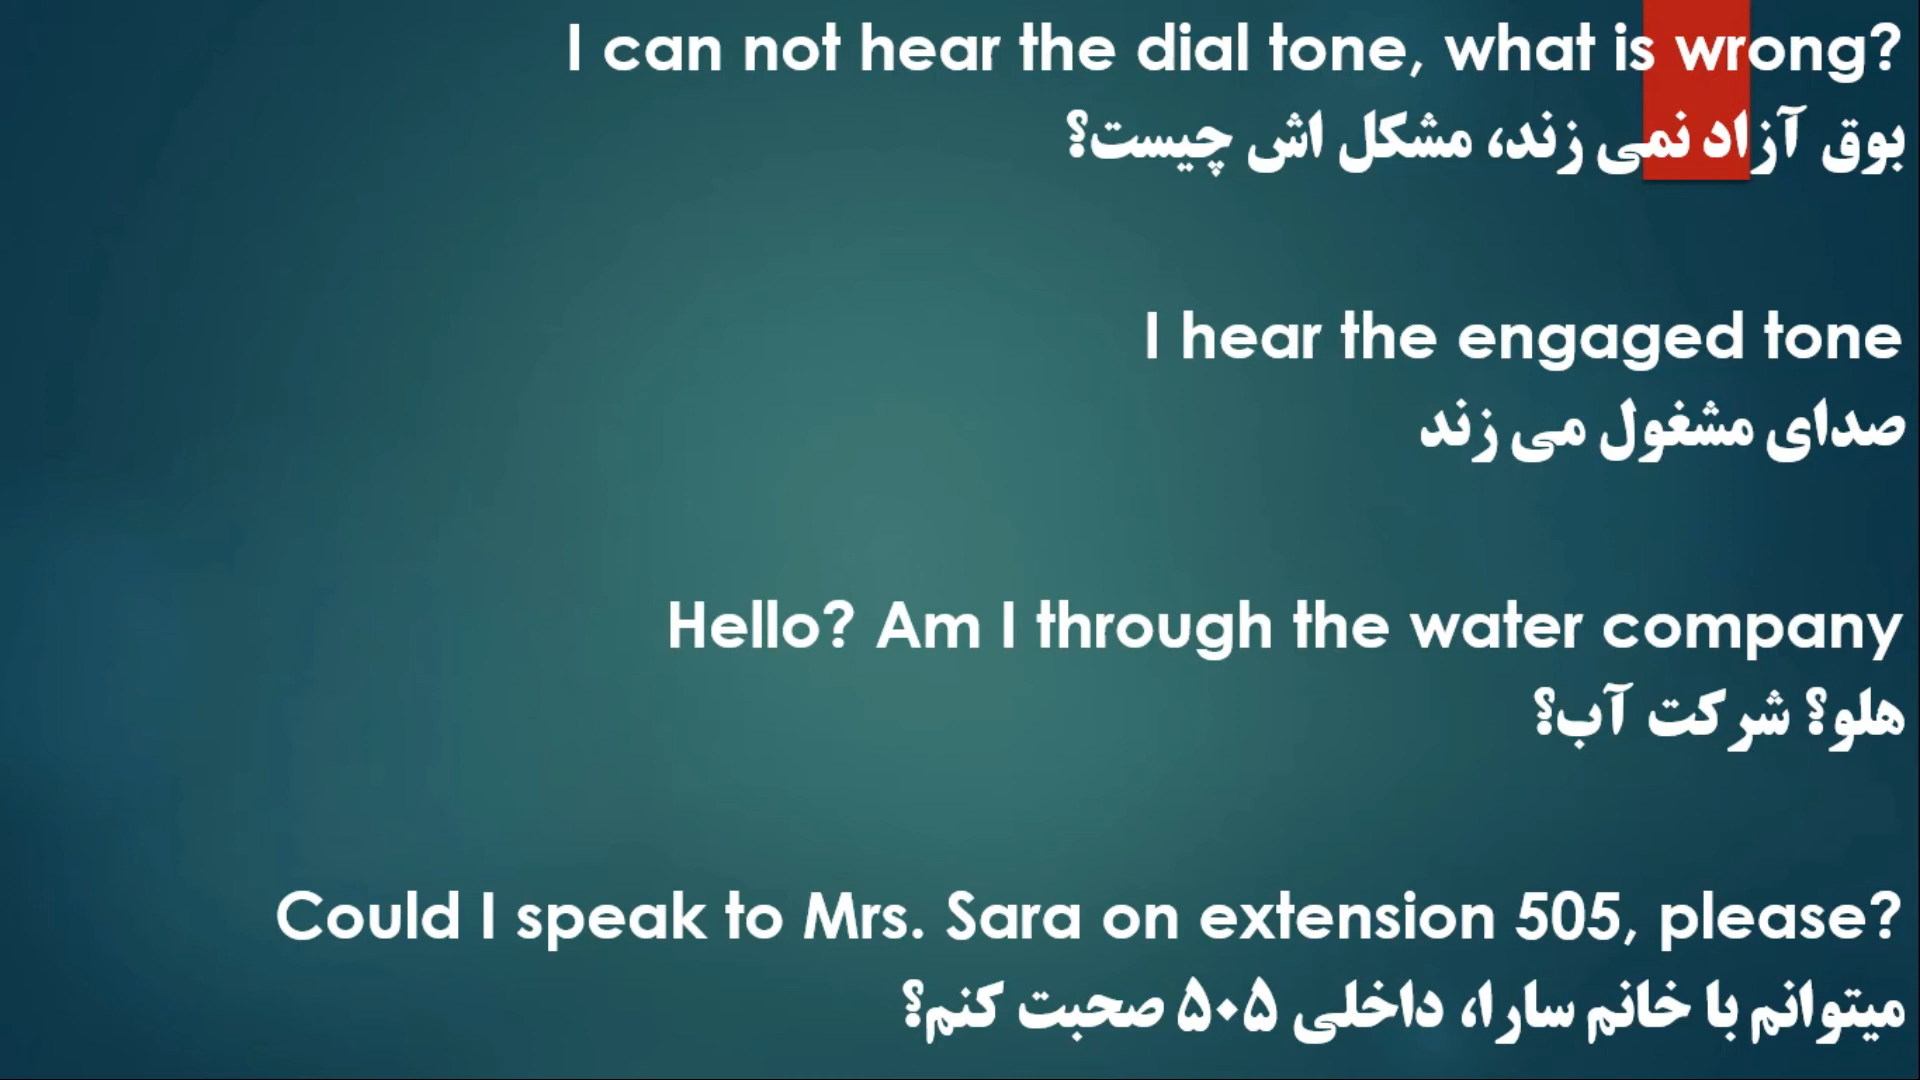 I can not hear the dial tone, what is wrong?
بوق آزاد نمی زند، مشکل اش چیست؟
I hear the engaged tone
صدای مشغول می زند
Hello? Am I through the water company
هلو؟ شرکت آب؟
Could I speak to Mrs. Sara on extension 505, please?
میتوانم با خانم سارا، داخلی ۵۰۵ صحبت کنم؟